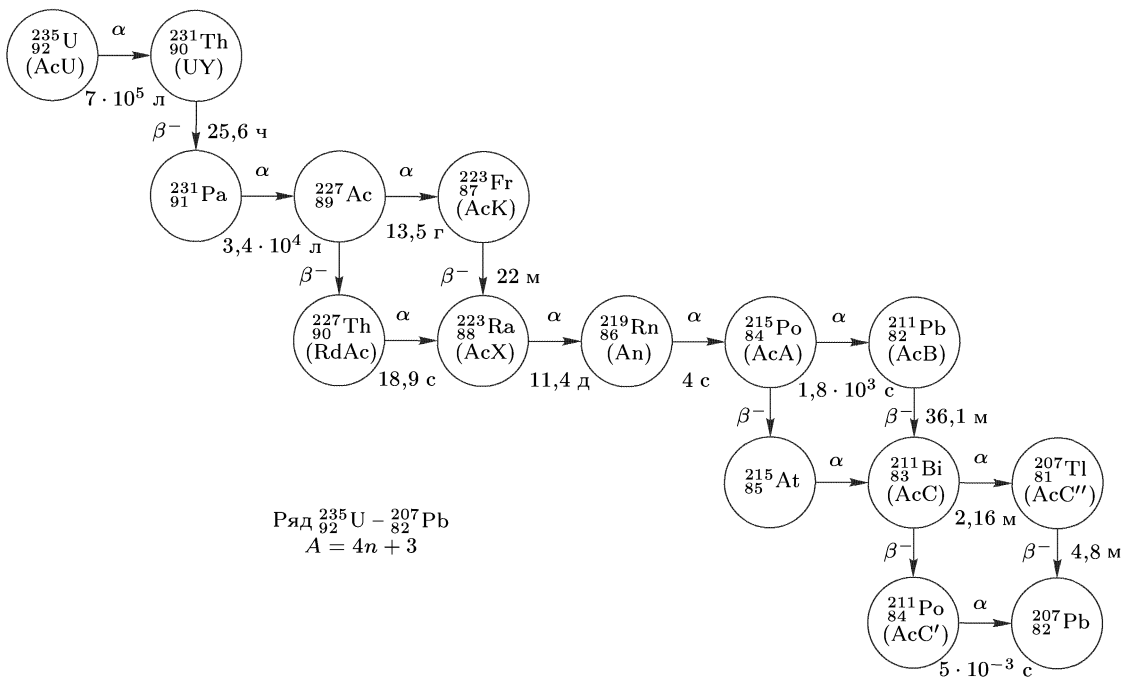 ²³⁵₉₂U α ²³¹₉₀Th
(AcU) (UY)
7 · 10⁵ л
β⁻ 25,6 ч
²³¹₉₁Pa α ²²⁷₈₉Ac α ²²³₈₇Fr
(AcK)
3,4 · 10⁴ л 13,5 г
β⁻ β⁻ 22 м
²²⁷₉₀Th α ²²³₈₈Ra α ²¹⁹₈₆Rn α ²¹⁵₈₄Po α ²¹¹₈₂Pb
(RdAc) (AcX) (An) (AcA) (AcB)
18,9 с 11,4 д 4 с 1,8 · 10³ с
β⁻ β⁻ 36,1 м
²¹⁵₈₅At α ²¹¹₈₃Bi α ²⁰⁷₈₁Tl
(AcC) (AcC″)
2,16 м
Ряд ²³⁵₉₂U – ²⁰⁷₈₂Pb
A = 4n + 3
β⁻ β⁻ 4,8 м
²¹¹₈₄Po α ²⁰⁷₈₂Pb
(AcC′)
5 · 10⁻³ с